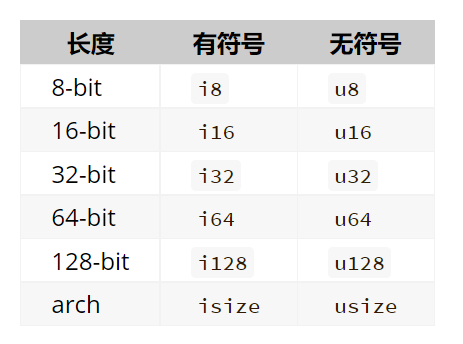 长度 有符号 无符号
8-bit i8 u8
16-bit i16 u16
32-bit i32 u32
64-bit i64 u64
128-bit i128 u128
arch isize usize